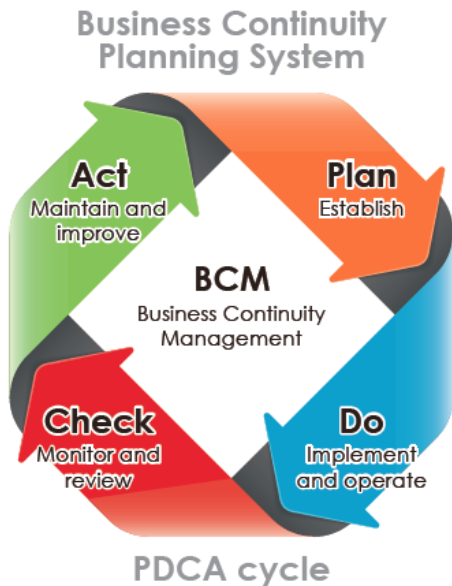 Business Continuity
Planning System
Act
Maintain and
improve
Plan
Establish
BCM
Business Continuity
Management
Check
Monitor and
review
Do
Implement
and operate
PDCA cycle